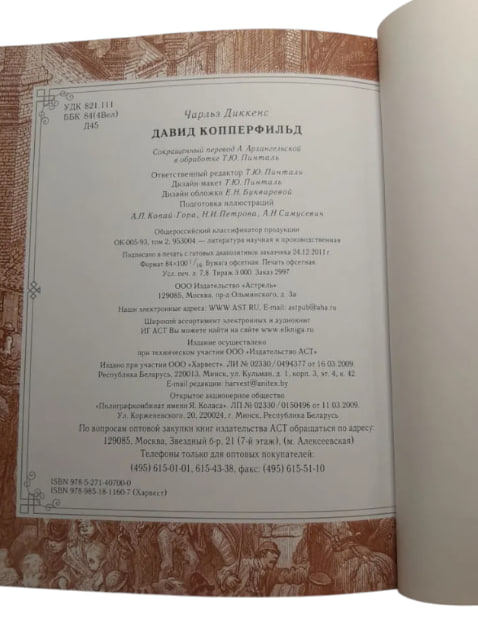 УДК 821.111
ББК 84(4Вел)
Д45
Чарльз Диккенс
ДАВИД КОППЕРФИЛЬД
Сокращенный перевод А. Архангельской
в обработке Т.Ю. Пинталь
Ответственный редактор Т.Ю. Пинталь
Дизайн-макет Т.Ю. Пинталь
Дизайн обложки Е.Н. Букваровой
Подготовка иллюстраций
А.П. Копай-Гора, Н.И. Петрова, А.Н. Самусевич
Общероссийский классификатор продукции
ОК-005-93, том 2; 953004 — литература научная и производственная
Подписано в печать с готовых диапозитивов заказчика 24.12.2011 г.
Формат 84×100 1/16. Бумага офсетная. Печать офсетная.
Усл. печ. л. 7,8. Тираж 3 000. Заказ 2997.
ООО «Издательство «Астрель»
129085, Москва, пр-д Ольминского, д. 3а
Наши электронные адреса: WWW.AST.RU, E-mail: astpub@aha.ru
Широкий ассортимент электронных и аудиокниг
ИГ АСТ Вы можете найти на сайте www.elkniga.ru
Издание осуществлено
при техническом участии ООО «Издательство АСТ»
Издано при участии ООО «Харвест». ЛИ № 02330/0494377 от 16.03.2009.
Республика Беларусь, 220013, Минск, ул. Кульман, д. 1, корп. 3, эт. 4, к. 42.
E-mail редакции: harvest@anitex.by
Открытое акционерное общество
«Полиграфкомбинат имени Я. Коласа». ЛП № 02330/0150496 от 11.03.2009.
Ул. Корженевского, 20, 220024, г. Минск, Республика Беларусь
По вопросам оптовой закупки книг издательства АСТ обращаться по адресу:
129085, Москва, Звездный б-р, 21 (7-й этаж), (м. Алексеевская)
Телефоны только для оптовых покупателей:
(495) 615-01-01, 615-43-38, факс: (495) 615-51-10
ISBN 978-5-271-40700-0
ISBN 978-985-18-1160-7 (Харвест)